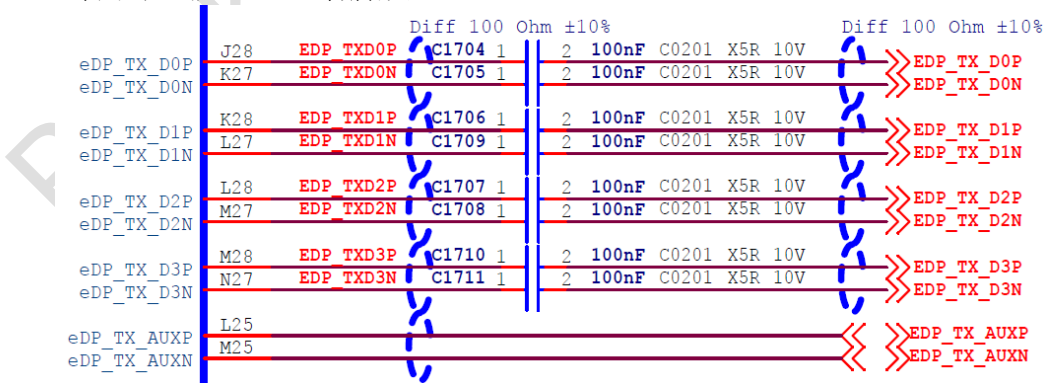 Diff 100 Ohm ±10% Diff 100 Ohm ±10%
eDP_TX_D0P J28 EDP_TXD0P C1704 1 2 100nF C0201 X5R 10V EDP_TX_D0P
eDP_TX_D0N K27 EDP_TXD0N C1705 1 2 100nF C0201 X5R 10V EDP_TX_D0N
eDP_TX_D1P K28 EDP_TXD1P C1706 1 2 100nF C0201 X5R 10V EDP_TX_D1P
eDP_TX_D1N L27 EDP_TXD1N C1709 1 2 100nF C0201 X5R 10V EDP_TX_D1N
eDP_TX_D2P L28 EDP_TXD2P C1707 1 2 100nF C0201 X5R 10V EDP_TX_D2P
eDP_TX_D2N M27 EDP_TXD2N C1708 1 2 100nF C0201 X5R 10V EDP_TX_D2N
eDP_TX_D3P M28 EDP_TXD3P C1710 1 2 100nF C0201 X5R 10V EDP_TX_D3P
eDP_TX_D3N N27 EDP_TXD3N C1711 1 2 100nF C0201 X5R 10V EDP_TX_D3N
eDP_TX_AUXP L25 EDP_TX_AUXP
eDP_TX_AUXN M25 EDP_TX_AUXN